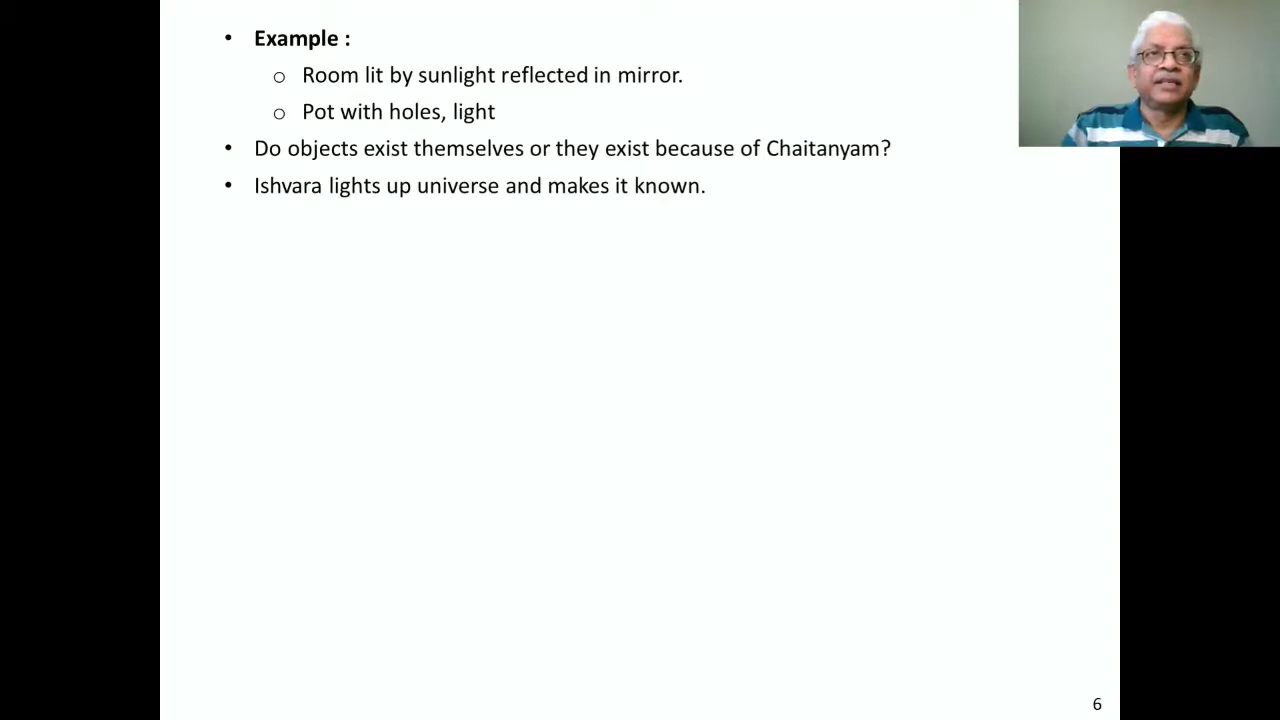 • Example :
o Room lit by sunlight reflected in mirror.
o Pot with holes, light
• Do objects exist themselves or they exist because of Chaitanyam?
• Ishvara lights up universe and makes it known.
6